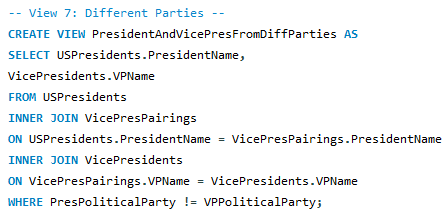 -- View 7: Different Parties --
CREATE VIEW PresidentAndVicePresFromDiffParties AS
SELECT USPresidents.PresidentName,
VicePresidents.VPName
FROM USPresidents
INNER JOIN VicePresPairings
ON USPresidents.PresidentName = VicePresPairings.PresidentName
INNER JOIN VicePresidents
ON VicePresPairings.VPName = VicePresidents.VPName
WHERE PresPoliticalParty != VPPoliticalParty;